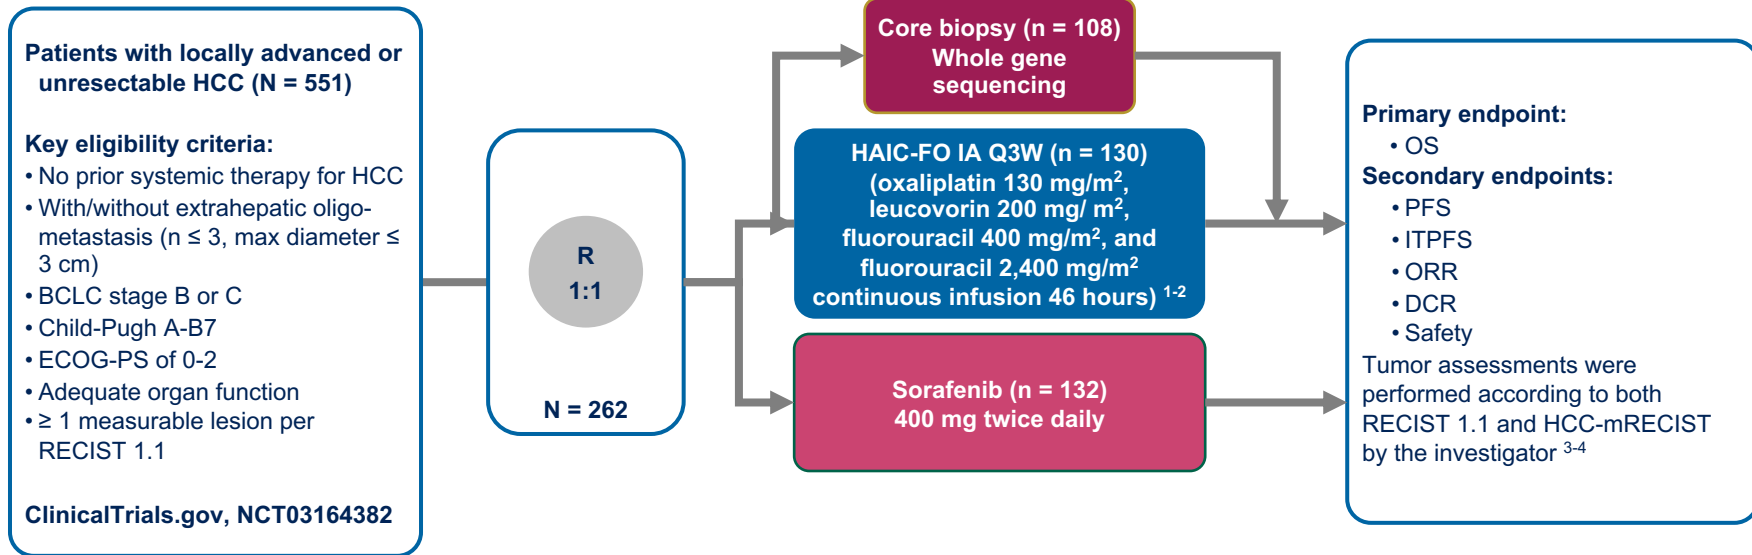 Patients with locally advanced or
unresectable HCC (N = 551)
Key eligibility criteria:
• No prior systemic therapy for HCC
• With/without extrahepatic oligo-
metastasis (n ≤ 3, max diameter ≤
3 cm)
• BCLC stage B or C
• Child-Pugh A-B7
• ECOG-PS of 0-2
• Adequate organ function
• ≥ 1 measurable lesion per
RECIST 1.1
ClinicalTrials.gov, NCT03164382
R
1:1
N = 262
Core biopsy (n = 108)
Whole gene
sequencing
HAIC-FO IA Q3W (n = 130)
(oxaliplatin 130 mg/m²,
leucovorin 200 mg/ m²,
fluorouracil 400 mg/m², and
fluorouracil 2,400 mg/m²
continuous infusion 46 hours) ¹⁻²
Sorafenib (n = 132)
400 mg twice daily
Primary endpoint:
• OS
Secondary endpoints:
• PFS
• ITPFS
• ORR
• DCR
• Safety
Tumor assessments were
performed according to both
RECIST 1.1 and HCC-mRECIST
by the investigator ³⁻⁴